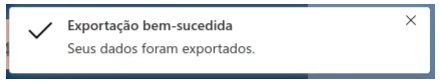 Exportação bem-sucedida
Seus dados foram exportados.